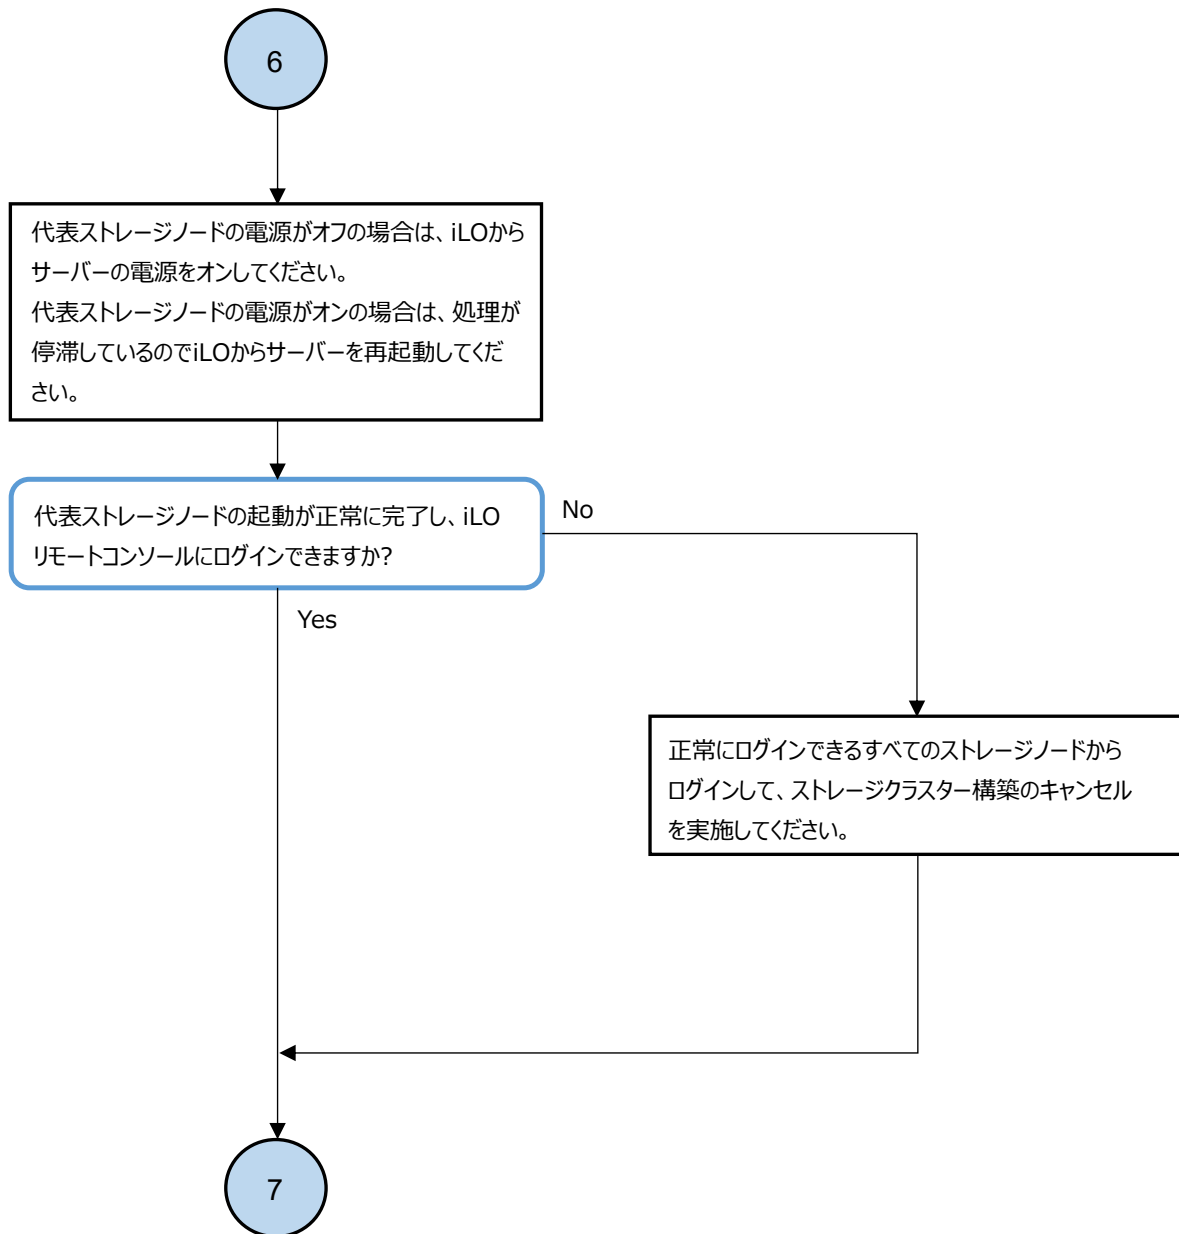 6
代表ストレージノードの電源がオフの場合は、iLOから
サーバーの電源をオンしてください。
代表ストレージノードの電源がオンの場合は、処理が
停滞しているのでiLOからサーバーを再起動してくだ
さい。
代表ストレージノードの起動が正常に完了し、iLO
リモートコンソールにログインできますか?
No
Yes
正常にログインできるすべてのストレージノードから
ログインして、ストレージクラスター構築のキャンセル
を実施してください。
7